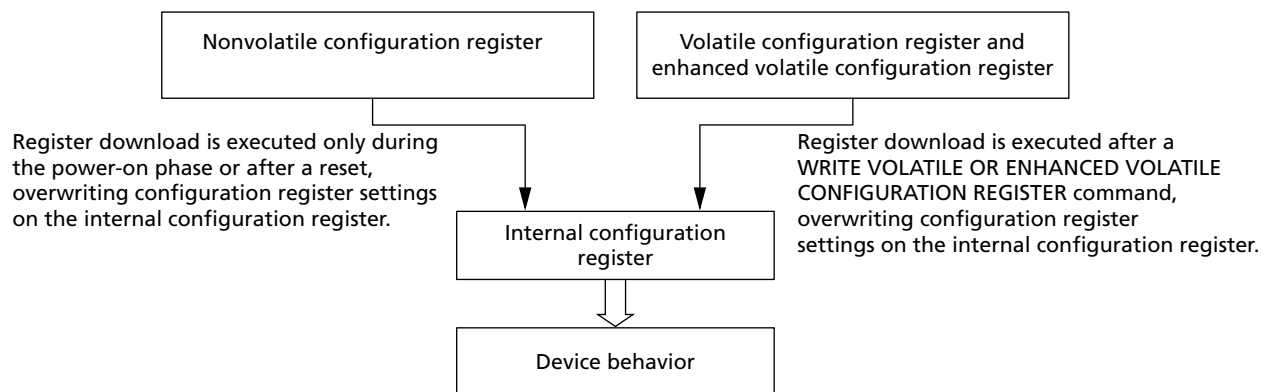 Nonvolatile configuration register
Volatile configuration register and
enhanced volatile configuration register
Register download is executed only during
the power-on phase or after a reset,
overwriting configuration register settings
on the internal configuration register.
Register download is executed after a
WRITE VOLATILE OR ENHANCED VOLATILE
CONFIGURATION REGISTER command,
overwriting configuration register
settings on the internal configuration register.
Internal configuration
register
Device behavior